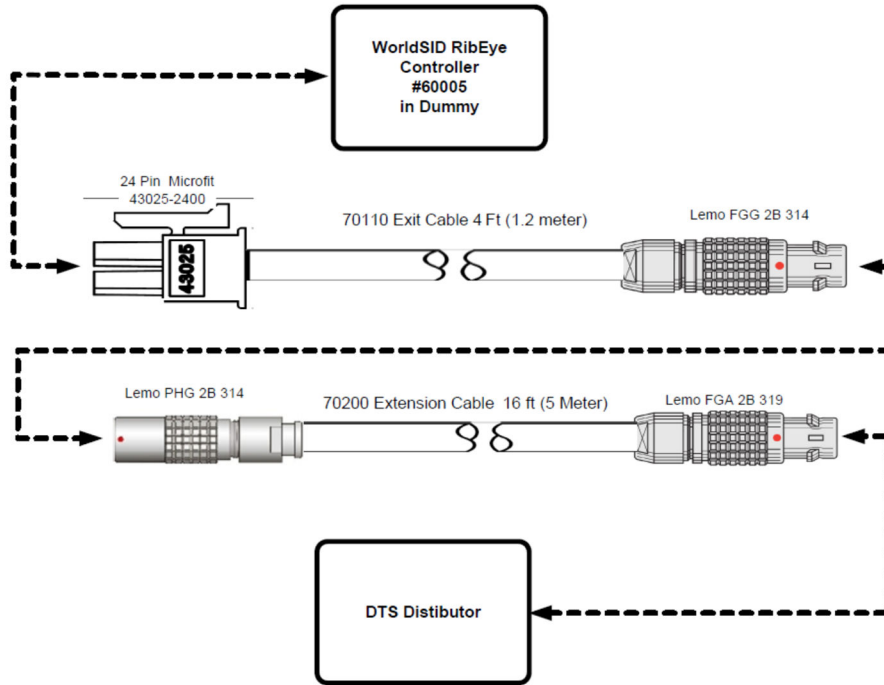 WorldSID RibEye
Controller
#60005
in Dummy
24 Pin Microfit
43025-2400
43025
70110 Exit Cable 4 Ft (1.2 meter)
Lemo FGG 2B 314
Lemo PHG 2B 314
70200 Extension Cable 16 ft (5 Meter)
Lemo FGA 2B 319
DTS Distibutor